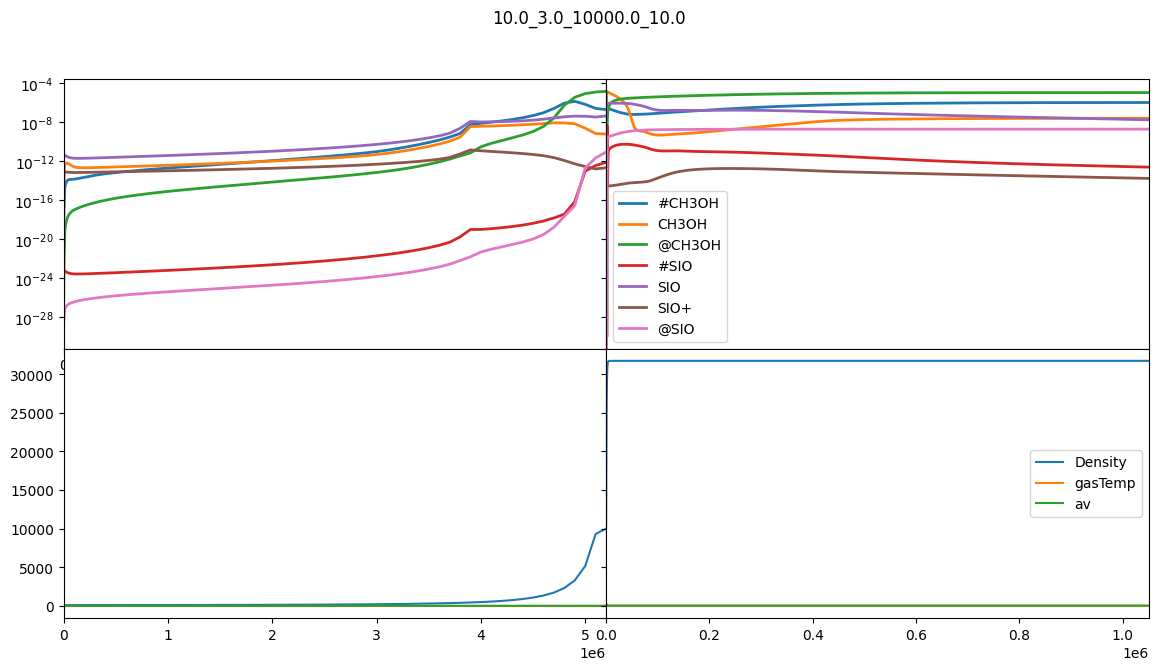 10.0_3.0_10000.0_10.0
10⁻⁴
10⁻⁸
10⁻¹²
10⁻¹⁶
10⁻²⁰
10⁻²⁴
10⁻²⁸
#CH3OH
CH3OH
@CH3OH
#SIO
SIO
SIO+
@SIO
30000
25000
20000
15000
10000
5000
0
Density
gasTemp
av
0 1 2 3 4 5 0.0 0.2 0.4 0.6 0.8 1.0
1e6 1e6